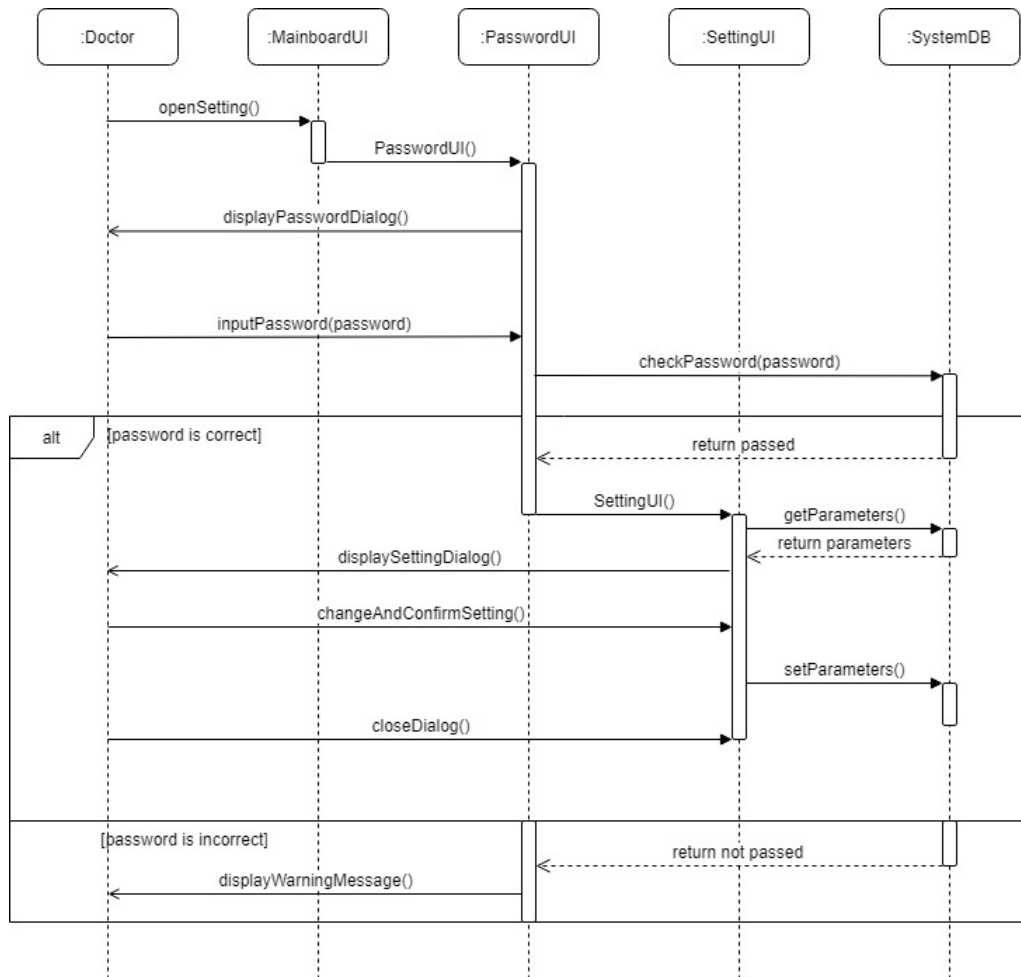 :Doctor
:MainboardUI
:PasswordUI
:SettingUI
:SystemDB
openSetting()
PasswordUI()
displayPasswordDialog()
inputPassword(password)
checkPassword(password)
alt
[password is correct]
return passed
SettingUI()
getParameters()
return parameters
displaySettingDialog()
changeAndConfirmSetting()
setParameters()
closeDialog()
[password is incorrect]
return not passed
displayWarningMessage()